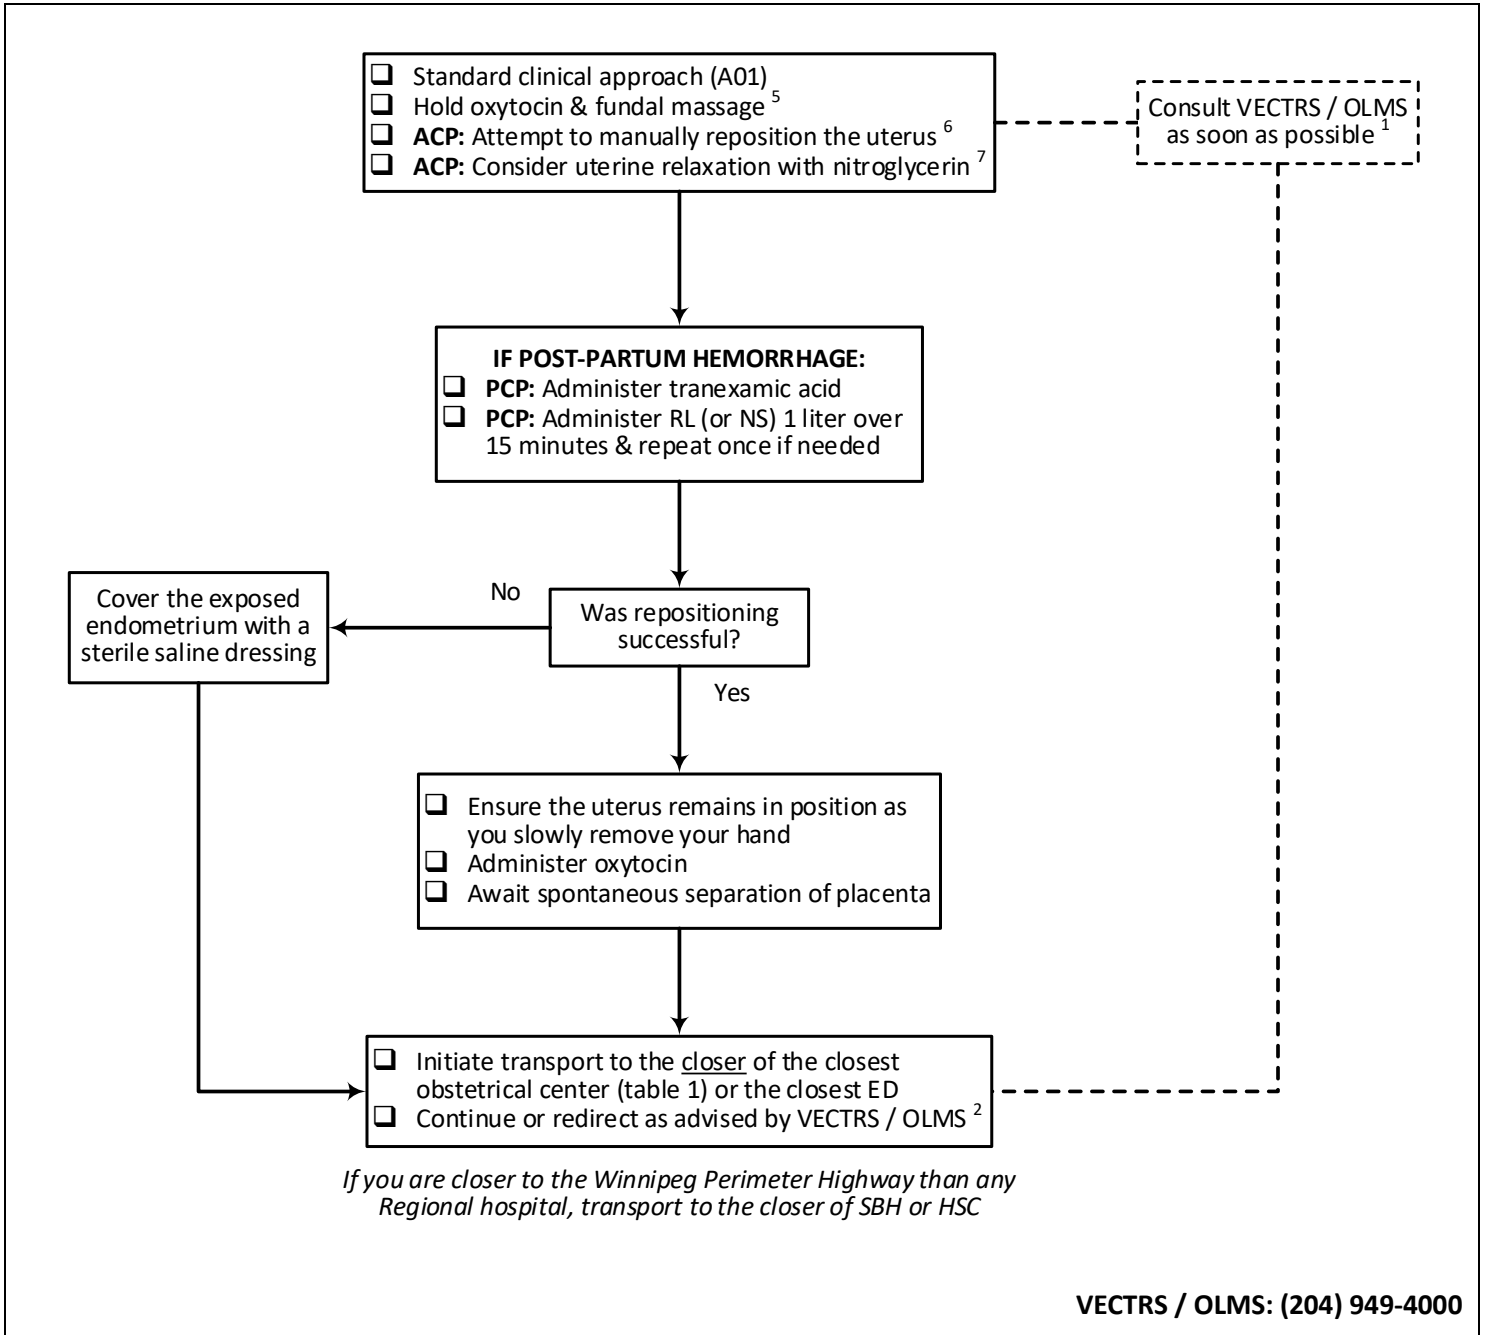 ❑ Standard clinical approach (A01)
❑ Hold oxytocin & fundal massage 5
❑ ACP: Attempt to manually reposition the uterus 6
❑ ACP: Consider uterine relaxation with nitroglycerin 7
Consult VECTRS / OLMS
as soon as possible 1
IF POST-PARTUM HEMORRHAGE:
❑ PCP: Administer tranexamic acid
❑ PCP: Administer RL (or NS) 1 liter over
15 minutes & repeat once if needed
No
Cover the exposed
endometrium with a
sterile saline dressing
Was repositioning
successful?
Yes
❑ Ensure the uterus remains in position as
you slowly remove your hand
❑ Administer oxytocin
❑ Await spontaneous separation of placenta
❑ Initiate transport to the closer of the closest
obstetrical center (table 1) or the closest ED
❑ Continue or redirect as advised by VECTRS / OLMS 2
If you are closer to the Winnipeg Perimeter Highway than any
Regional hospital, transport to the closer of SBH or HSC
VECTRS / OLMS: (204) 949-4000